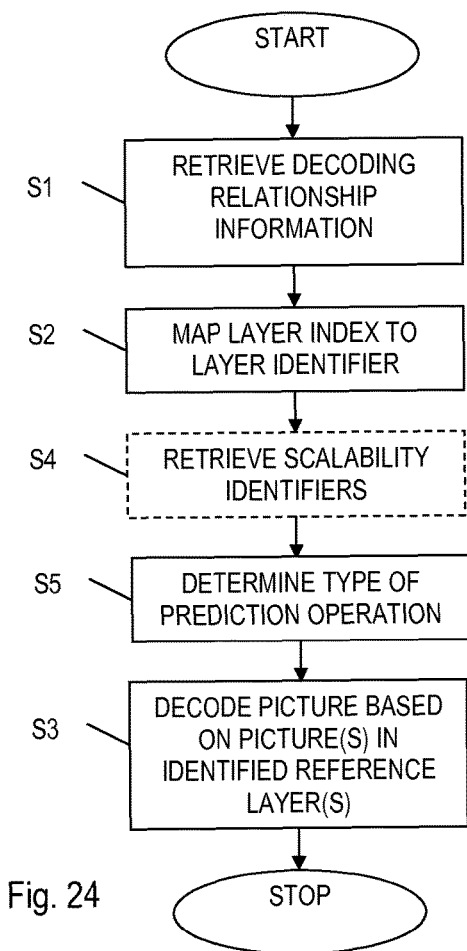 START
S1
RETRIEVE DECODING
RELATIONSHIP
INFORMATION
S2
MAP LAYER INDEX TO
LAYER IDENTIFIER
S4
RETRIEVE SCALABILITY
IDENTIFIERS
S5
DETERMINE TYPE OF
PREDICTION OPERATION
S3
DECODE PICTURE BASED
ON PICTURE(S) IN
IDENTIFIED REFERENCE
LAYER(S)
STOP
Fig. 24